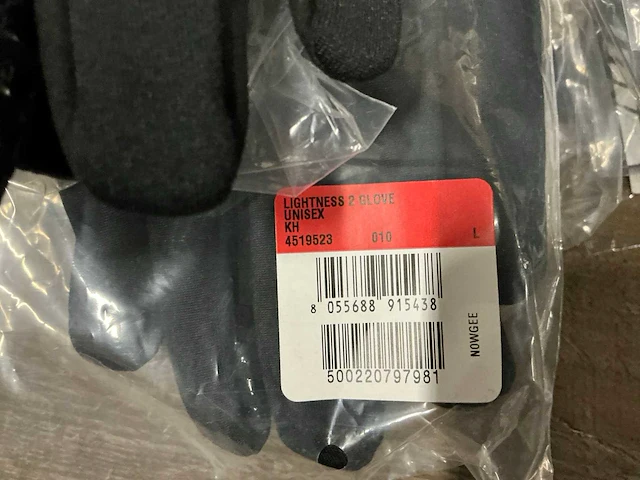 LIGHTNESS 2 GLOVE
UNISEX
KH
4519523 010 L
8 055688 915438
500220797981
NOWGEE